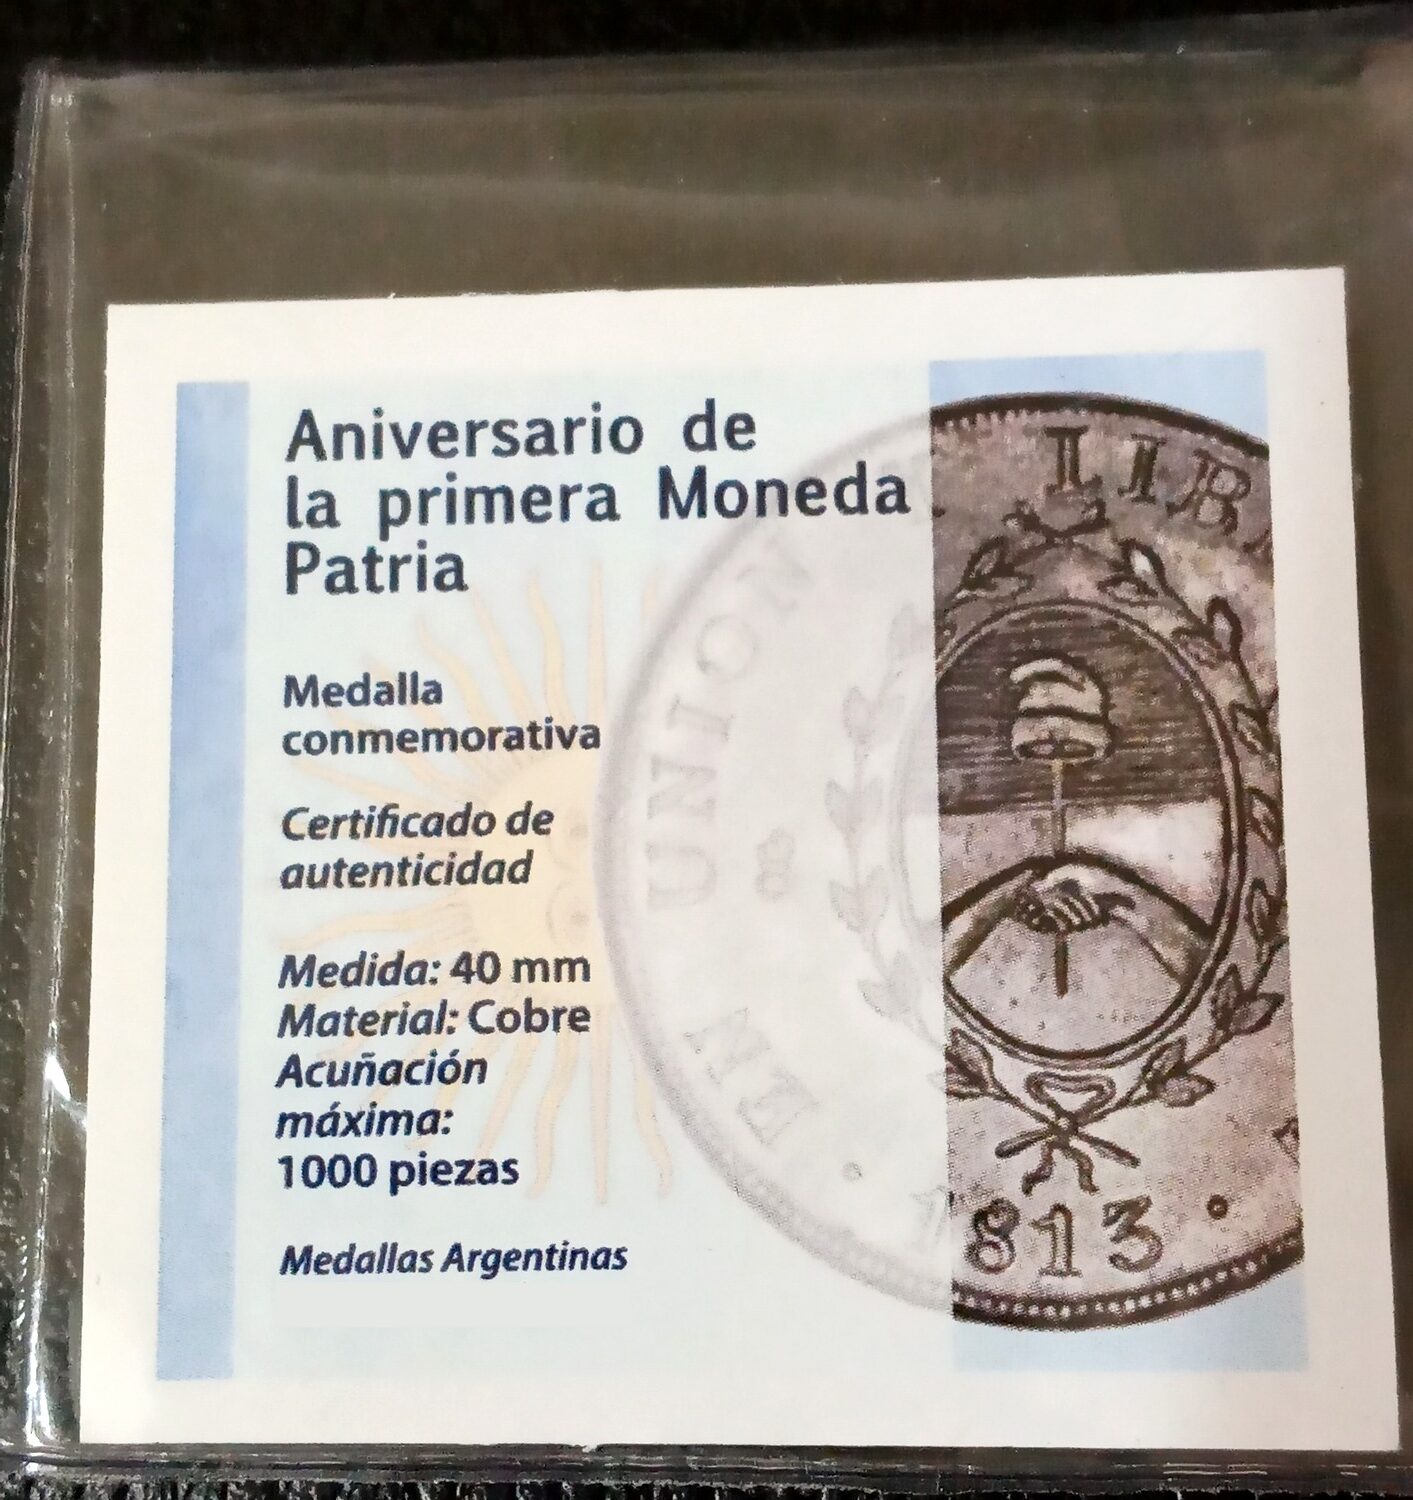 Aniversario de
la primera Moneda
Patria
Medalla
conmemorativa
Certificado de
autenticidad
Medida: 40 mm
Material: Cobre
Acuñación
máxima:
1000 piezas
Medallas Argentinas
EN UNION
LIB
1813